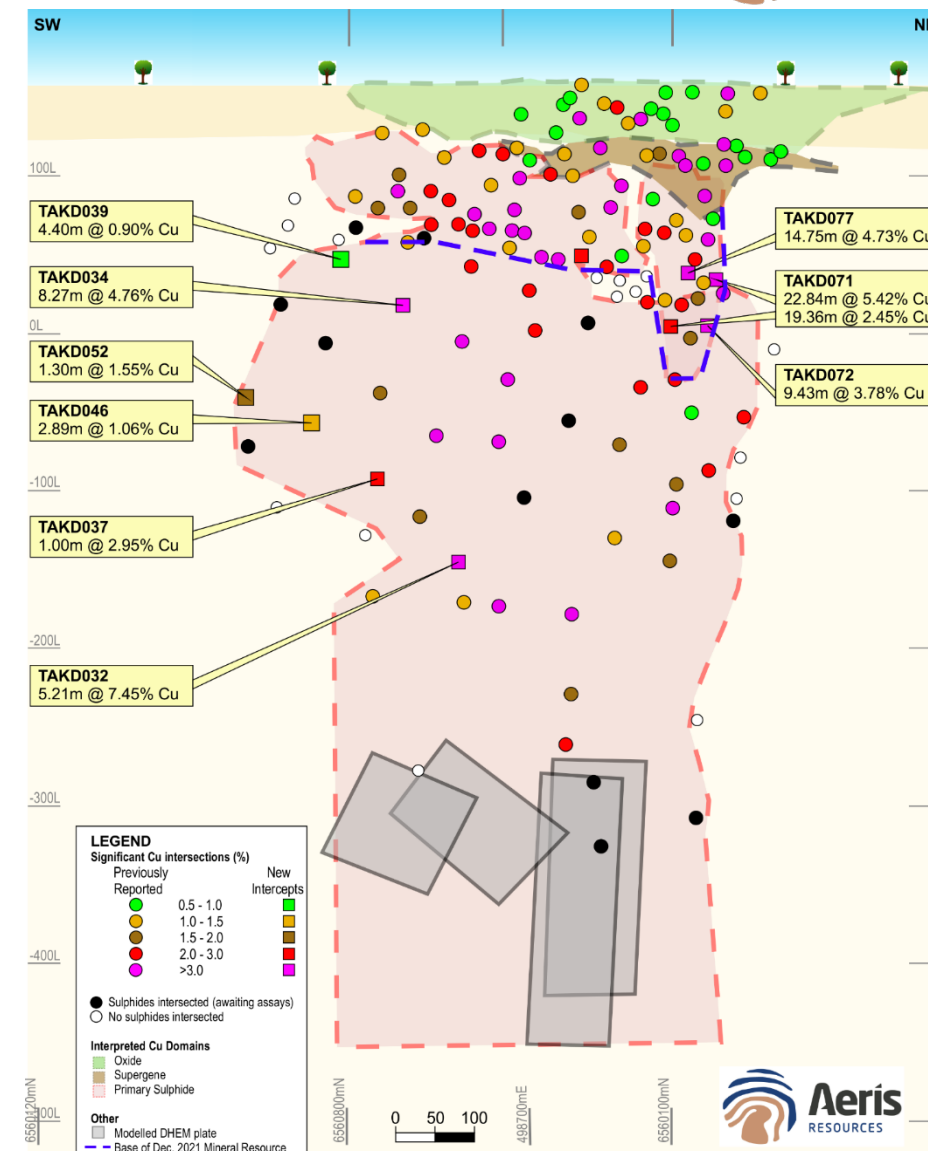 SW
100L
0L
-100L
-200L
-300L
-400L
TAKD039
4.40m @ 0.90% Cu
TAKD034
8.27m @ 4.76% Cu
TAKD052
1.30m @ 1.55% Cu
TAKD046
2.89m @ 1.06% Cu
TAKD037
1.00m @ 2.95% Cu
TAKD032
5.21m @ 7.45% Cu
TAKD077
14.75m @ 4.73% Cu
TAKD071
22.84m @ 5.42% Cu
19.36m @ 2.45% Cu
TAKD072
9.43m @ 3.78% Cu
LEGEND
Significant Cu intersections (%)
Previously New
Reported Intercepts
0.5 - 1.0
1.0 - 1.5
1.5 - 2.0
2.0 - 3.0
>3.0
Sulphides intersected (awaiting assays)
No sulphides intersected
Interpreted Cu Domains
Oxide
Supergene
Primary Sulphide
Other
Modelled DHEM plate
Base of Dec. 2021 Mineral Resource
6560120mN
6560800mN
498700mE
6560100mN
0 50 100
Aeris
RESOURCES